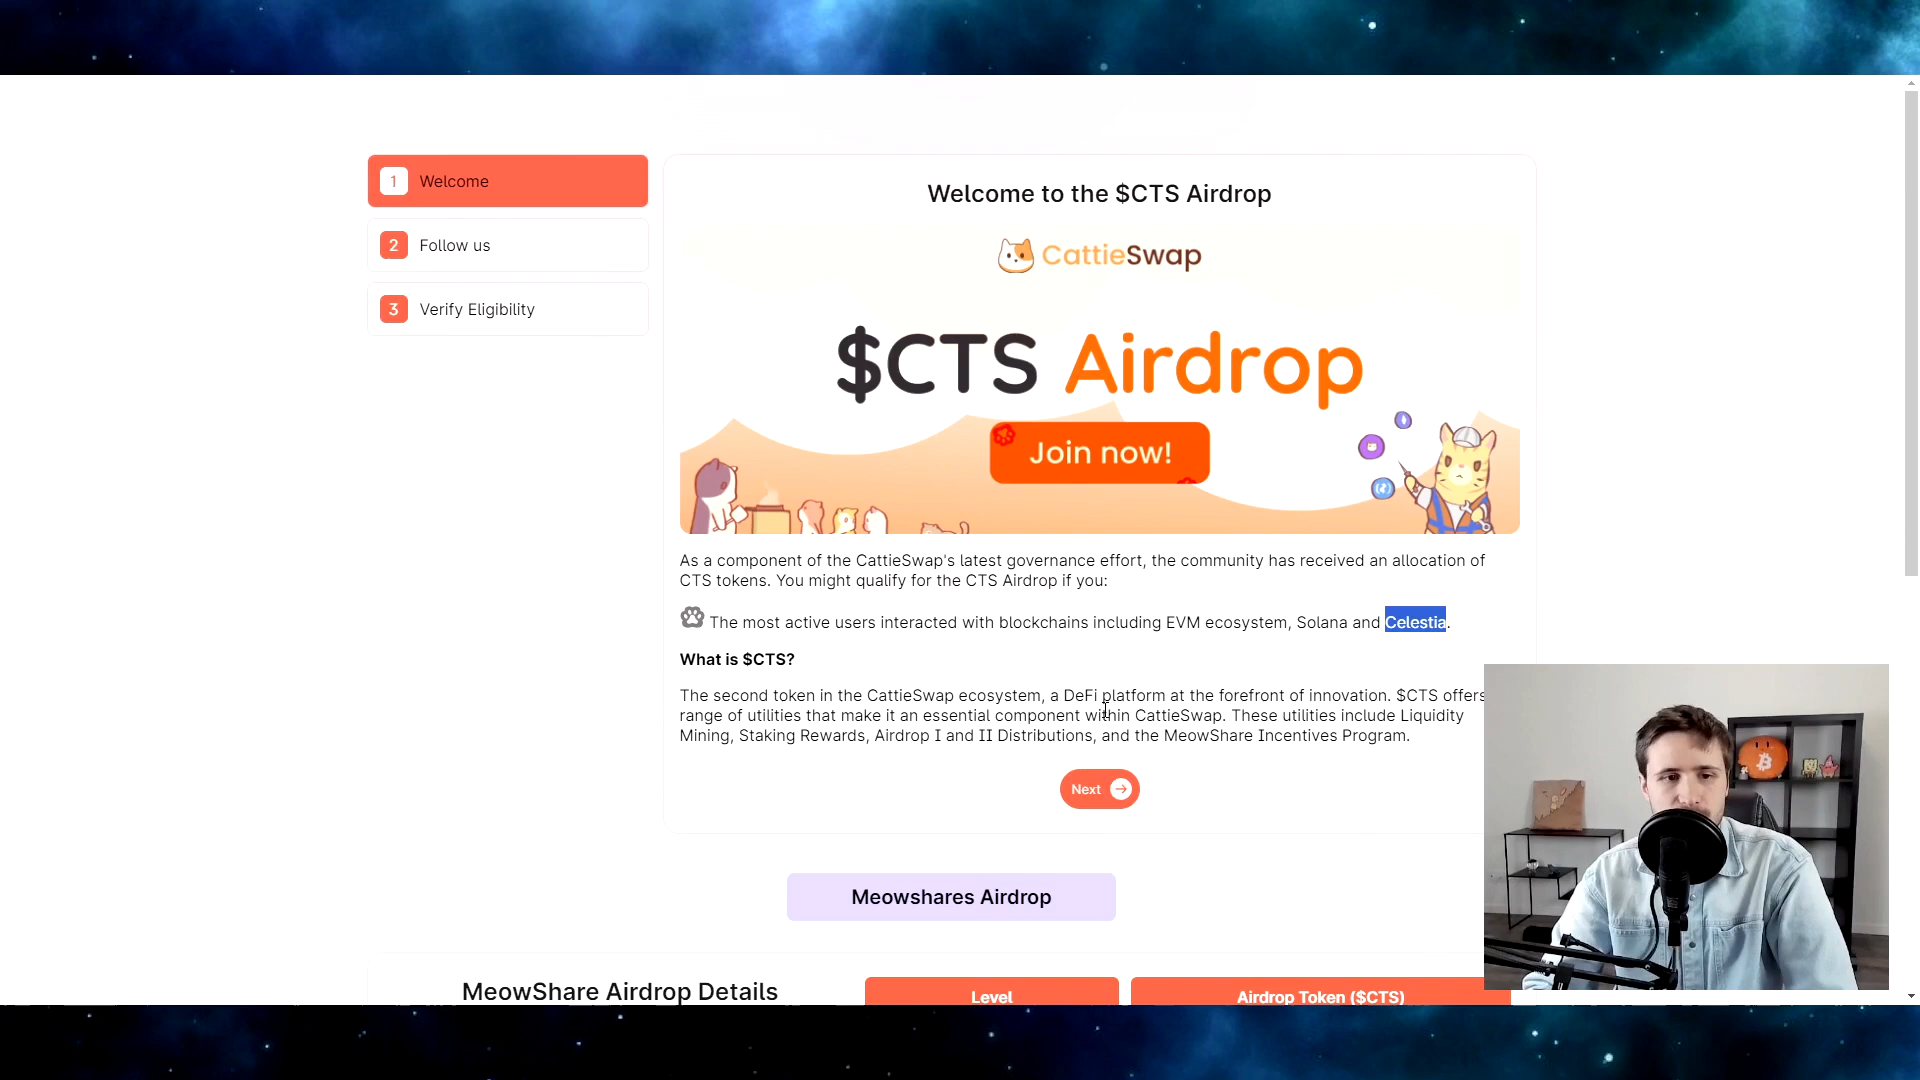 1 Welcome
2 Follow us
3 Verify Eligibility
Welcome to the $CTS Airdrop
CattieSwap
$CTS Airdrop
Join now!
As a component of the CattieSwap's latest governance effort, the community has received an allocation of
CTS tokens. You might qualify for the CTS Airdrop if you:
The most active users interacted with blockchains including EVM ecosystem, Solana and Celestia.
What is $CTS?
The second token in the CattieSwap ecosystem, a DeFi platform at the forefront of innovation. $CTS offers
range of utilities that make it an essential component within CattieSwap. These utilities include Liquidity
Mining, Staking Rewards, Airdrop I and II Distributions, and the MeowShare Incentives Program.
Next
Meowshares Airdrop
MeowShare Airdrop Details
Level
Airdrop Token ($CTS)